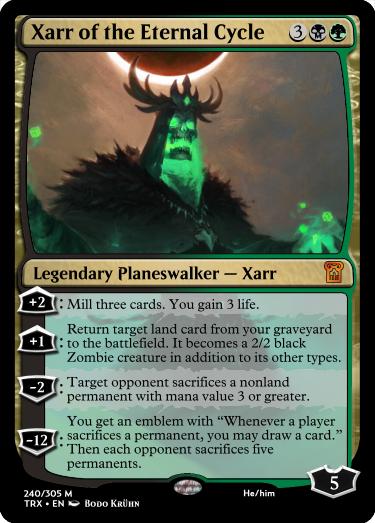 Xarr of the Eternal Cycle 3
Legendary Planeswalker — Xarr
+2: Mill three cards. You gain 3 life.
+1: Return target land card from your graveyard
to the battlefield. It becomes a 2/2 black
Zombie creature in addition to its other types.
-2: Target opponent sacrifices a nonland
permanent with mana value 3 or greater.
-12: You get an emblem with “Whenever a player
sacrifices a permanent, you may draw a card.”
Then each opponent sacrifices five
permanents.
5
240/305 M He/him
TRX • EN Bodo Krühn